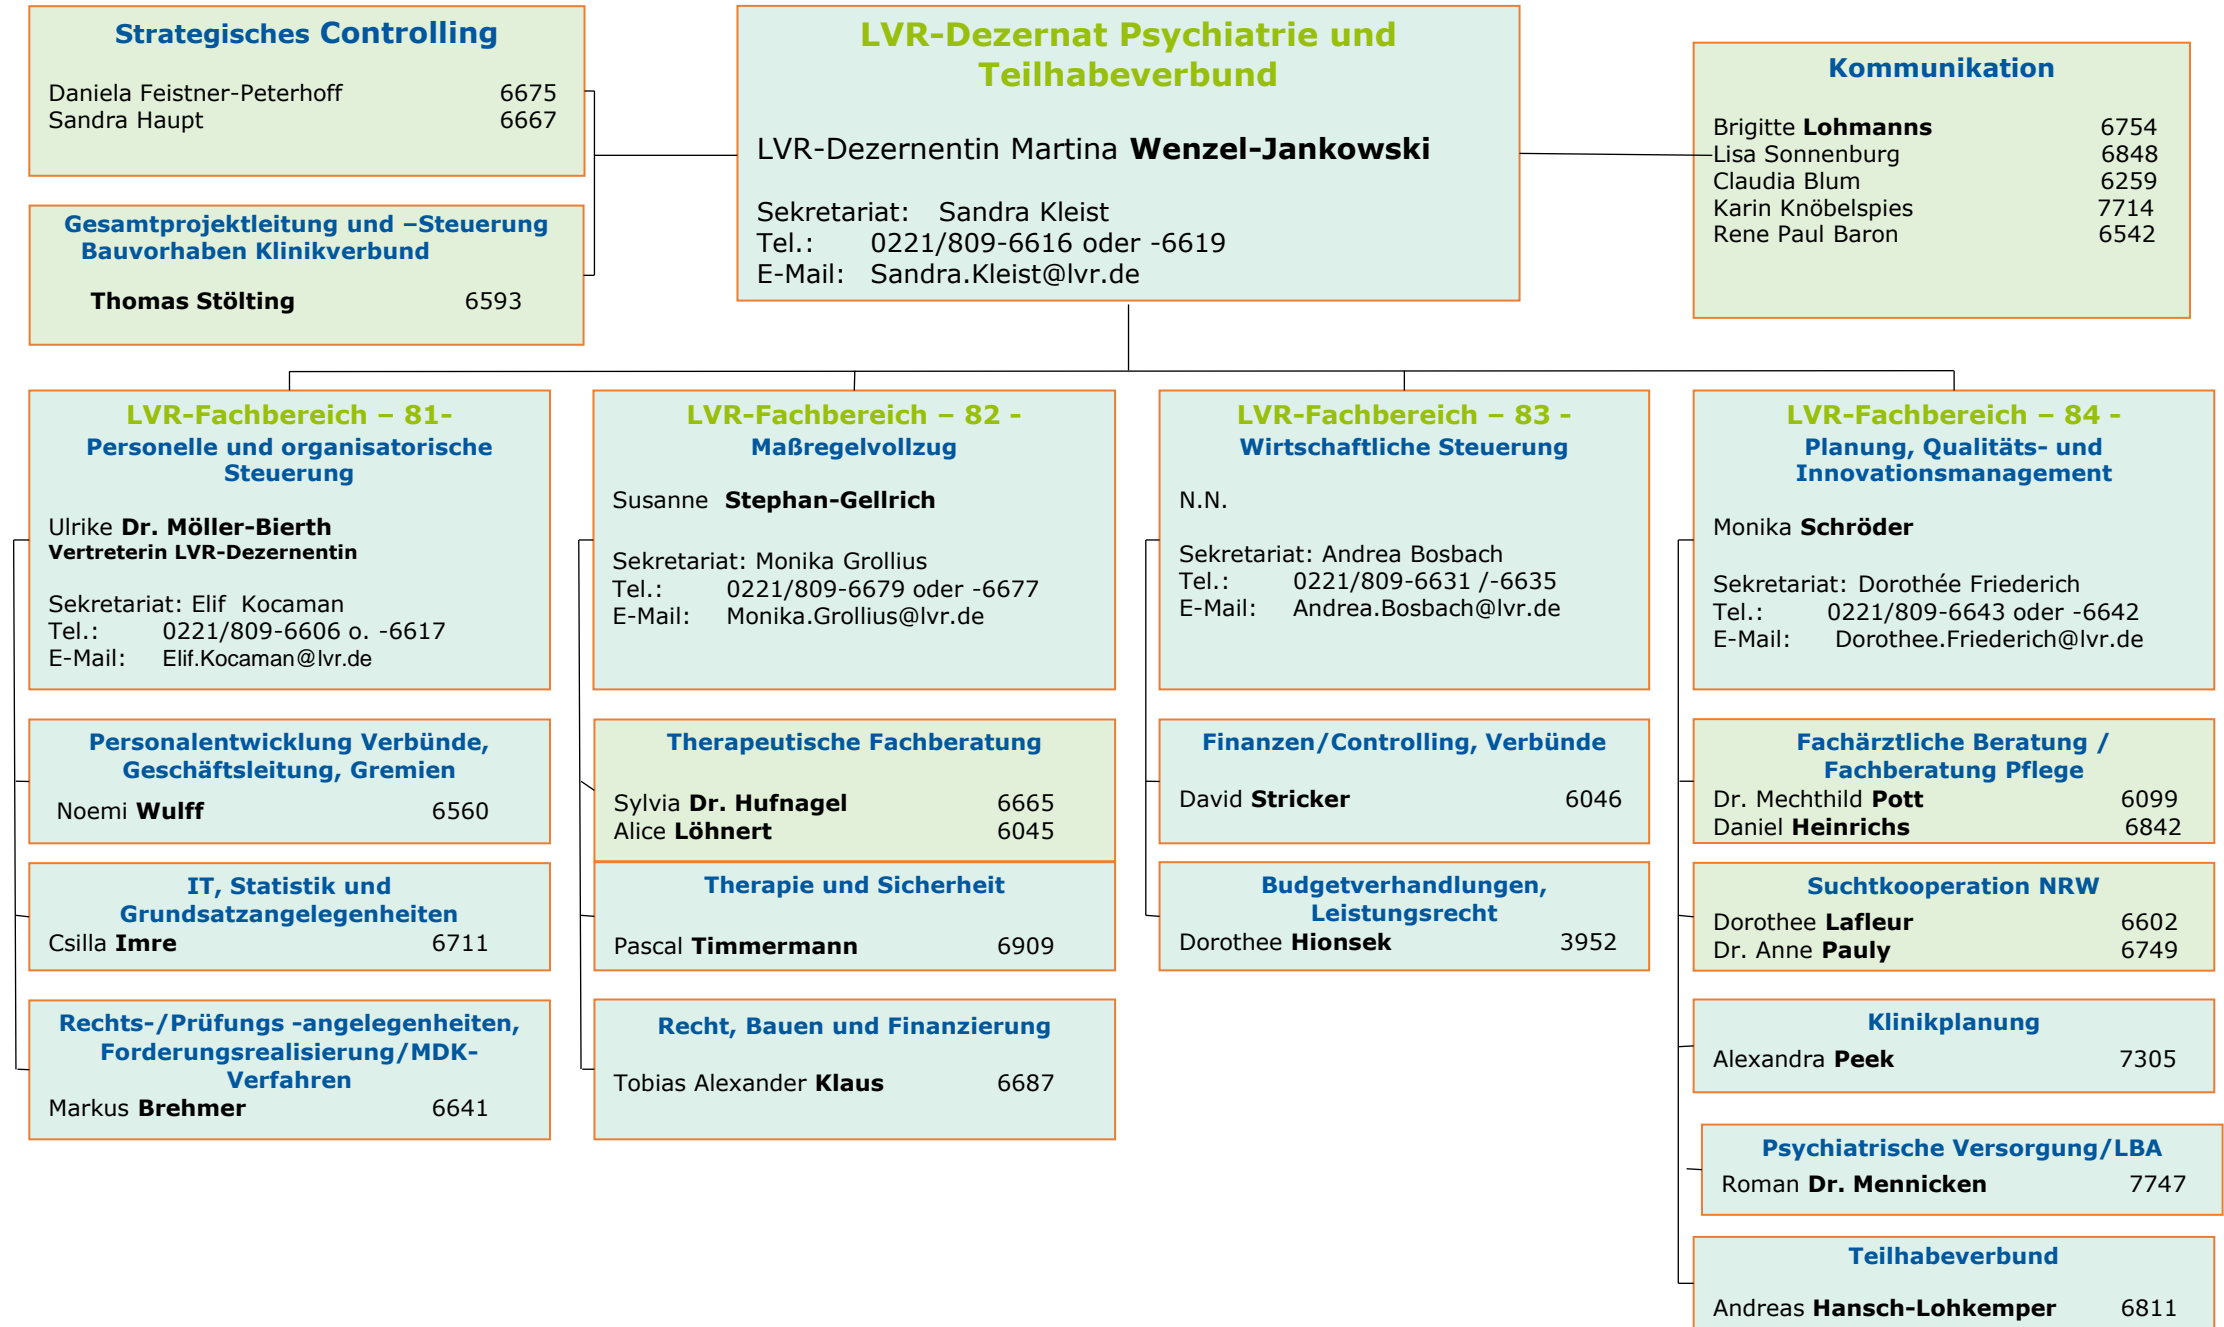 Strategisches Controlling
Daniela Feistner-Peterhoff 6675
Sandra Haupt 6667
Gesamtprojektleitung und –Steuerung
Bauvorhaben Klinikverbund
Thomas Stölting 6593
LVR-Dezernat Psychiatrie und
Teilhabeverbund
LVR-Dezernentin Martina Wenzel-Jankowski
Sekretariat: Sandra Kleist
Tel.: 0221/809-6616 oder -6619
E-Mail: Sandra.Kleist@lvr.de
Kommunikation
Brigitte Lohmanns 6754
Lisa Sonnenburg 6848
Claudia Blum 6259
Karin Knöbelspies 7714
Rene Paul Baron 6542
LVR-Fachbereich – 81-
Personelle und organisatorische
Steuerung
Ulrike Dr. Möller-Bierth
Vertreterin LVR-Dezernentin
Sekretariat: Elif Kocaman
Tel.: 0221/809-6606 o. -6617
E-Mail: Elif.Kocaman@lvr.de
Personalentwicklung Verbünde,
Geschäftsleitung, Gremien
Noemi Wulff 6560
IT, Statistik und
Grundsatzangelegenheiten
Csilla Imre 6711
Rechts-/Prüfungs -angelegenheiten,
Forderungsrealisierung/MDK-
Verfahren
Markus Brehmer 6641
LVR-Fachbereich – 82 -
Maßregelvollzug
Susanne Stephan-Gellrich
Sekretariat: Monika Grollius
Tel.: 0221/809-6679 oder -6677
E-Mail: Monika.Grollius@lvr.de
Therapeutische Fachberatung
Sylvia Dr. Hufnagel 6665
Alice Löhnert 6045
Therapie und Sicherheit
Pascal Timmermann 6909
Recht, Bauen und Finanzierung
Tobias Alexander Klaus 6687
LVR-Fachbereich – 83 -
Wirtschaftliche Steuerung
N.N.
Sekretariat: Andrea Bosbach
Tel.: 0221/809-6631 /-6635
E-Mail: Andrea.Bosbach@lvr.de
Finanzen/Controlling, Verbünde
David Stricker 6046
Budgetverhandlungen,
Leistungsrecht
Dorothee Hionsek 3952
LVR-Fachbereich – 84 -
Planung, Qualitäts- und
Innovationsmanagement
Monika Schröder
Sekretariat: Dorothée Friederich
Tel.: 0221/809-6643 oder -6642
E-Mail: Dorothee.Friederich@lvr.de
Fachärztliche Beratung /
Fachberatung Pflege
Dr. Mechthild Pott 6099
Daniel Heinrichs 6842
Suchtkooperation NRW
Dorothee Lafleur 6602
Dr. Anne Pauly 6749
Klinikplanung
Alexandra Peek 7305
Psychiatrische Versorgung/LBA
Roman Dr. Mennicken 7747
Teilhabeverbund
Andreas Hansch-Lohkemper 6811